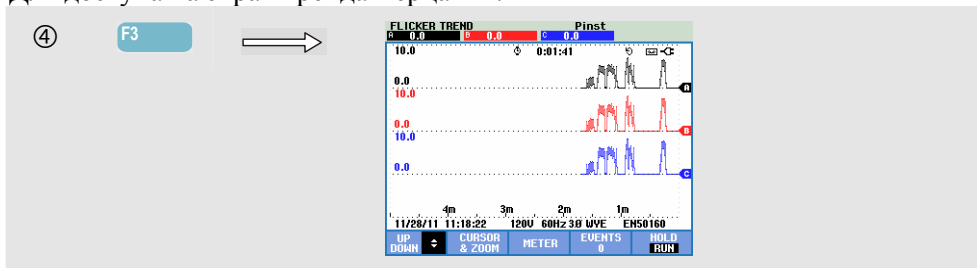 ④ F3
FLICKER TREND Pinst
A 0.0 B 0.0 C 0.0
10.0 0:01:41
0.0 A
10.0
0.0 B
10.0
0.0 C
4m 3m 2m 1m
11/28/11 11:18:22 120V 60Hz 3Ø WYE EN50160
UP DOWN CURSOR & ZOOM METER EVENTS 0 HOLD RUN